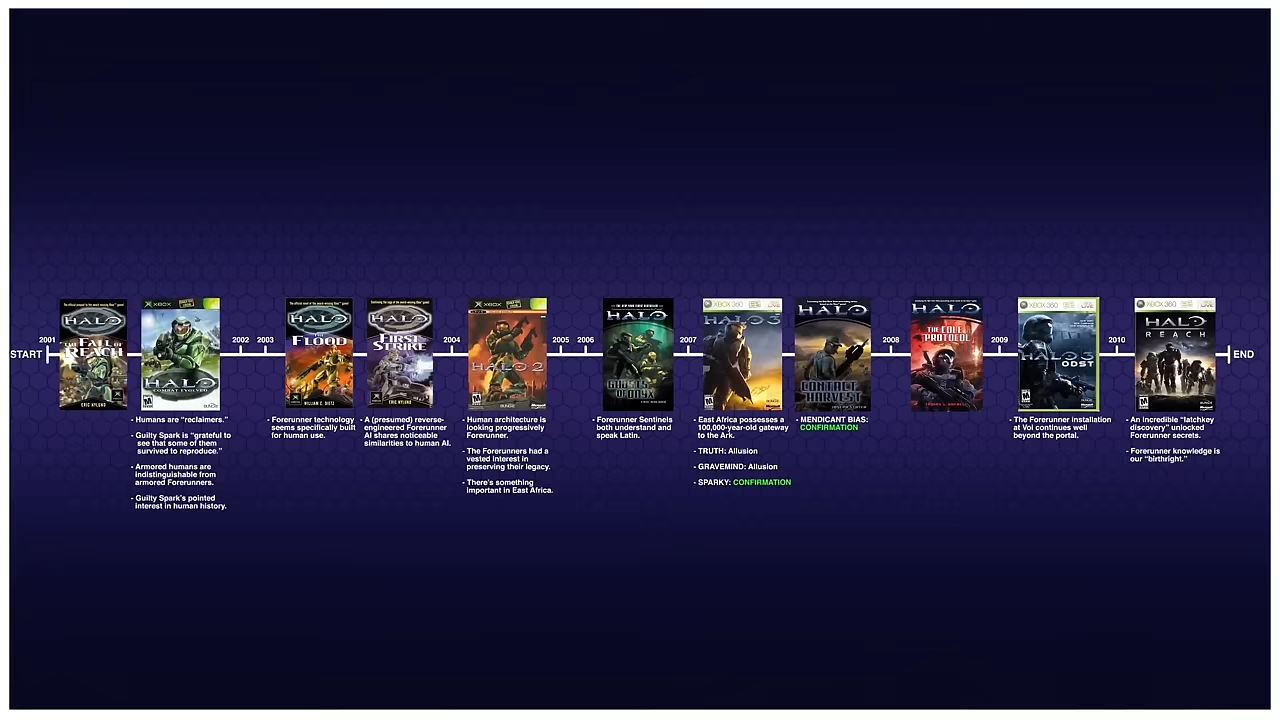 2001
2002
2003
2004
2005
2006
2007
2008
2009
2010
START
END
HALO
THE FALL OF
REACH
ERIC NYLUND
XBOX
HALO
COMBAT EVOLVED
BUNGIE
HALO
THE
FLOOD
WILLIAM C. DIETZ
HALO
FIRST
STRIKE
ERIC NYLUND
XBOX
HALO 2
HALO
GHOSTS
OF ONYX
XBOX 360
LIVE
HALO 3
HALO
CONTACT
HARVEST
HALO
THE COLE
PROTOCOL
XBOX 360
LIVE
HALO 3
ODST
XBOX 360
LIVE
HALO
REACH
- Humans are “reclaimers.”
- Guilty Spark is “grateful to
see that some of them
survived to reproduce.”
- Armored humans are
indistinguishable from
armored Forerunners.
- Guilty Spark's pointed
interest in human history.
- Forerunner technology
seems specifically built
for human use.
- A (presumed) reverse-
engineered Forerunner
AI shares noticeable
similarities to human AI.
- Human architecture is
looking progressively
Forerunner.
- The Forerunners had a
vested interest in
preserving their legacy.
- There's something
important in East Africa.
- Forerunner Sentinels
both understand and
speak Latin.
- East Africa possesses a
100,000-year-old gateway
to the Ark.
- TRUTH: Allusion
- GRAVEMIND: Allusion
- SPARKY: CONFIRMATION
- MENDICANT BIAS:
CONFIRMATION
- The Forerunner installation
at Voi continues well
beyond the portal.
- An incredible “latchkey
discovery” unlocked
Forerunner secrets.
- Forerunner knowledge is
our “birthright.”